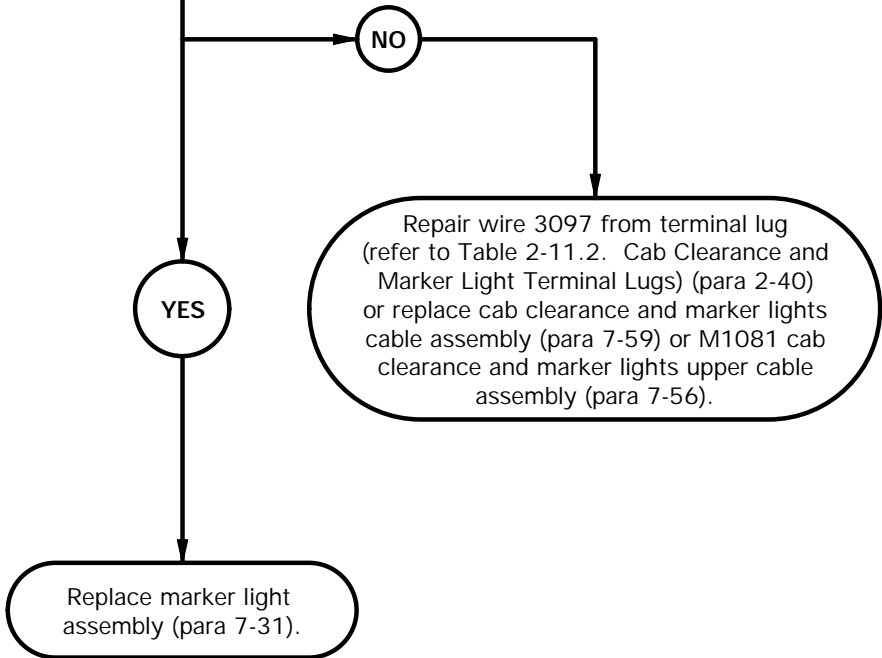 NO
Repair wire 3097 from terminal lug
(refer to Table 2-11.2. Cab Clearance and
Marker Light Terminal Lugs) (para 2-40)
or replace cab clearance and marker lights
cable assembly (para 7-59) or M1081 cab
clearance and marker lights upper cable
assembly (para 7-56).
YES
Replace marker light
assembly (para 7-31).